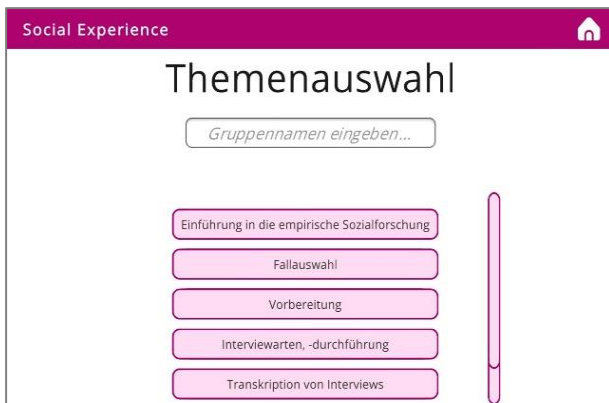 Social Experience
Themenauswahl
Gruppennamen eingeben...
Einführung in die empirische Sozialforschung
Fallauswahl
Vorbereitung
Interviewarten, -durchführung
Transkription von Interviews